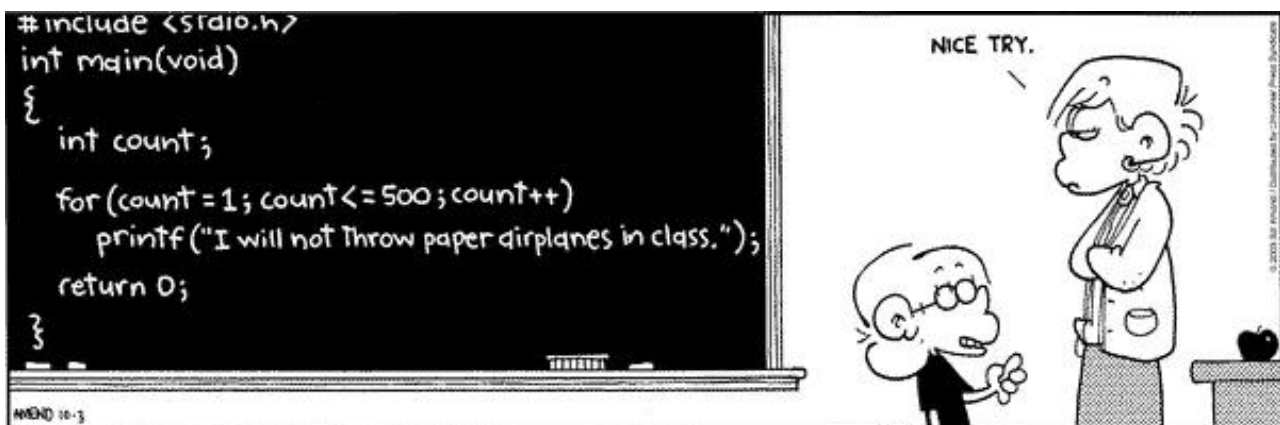 #include <stdio.h>
int main(void)
{
int count;
for (count = 1; count <= 500; count++)
printf ("I will not Throw paper airplanes in class.");
return 0;
}
NICE TRY.
AMEND 10-3